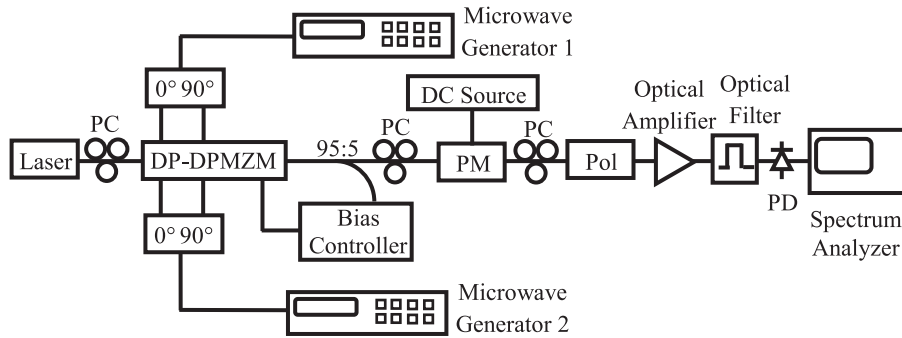 Microwave
Generator 1
0° 90°
DC Source
Optical
Amplifier
Optical
Filter
PC
PC
PC
Laser
DP-DPMZM
95:5
PM
Pol
PD
0° 90°
Bias
Controller
Spectrum
Analyzer
Microwave
Generator 2